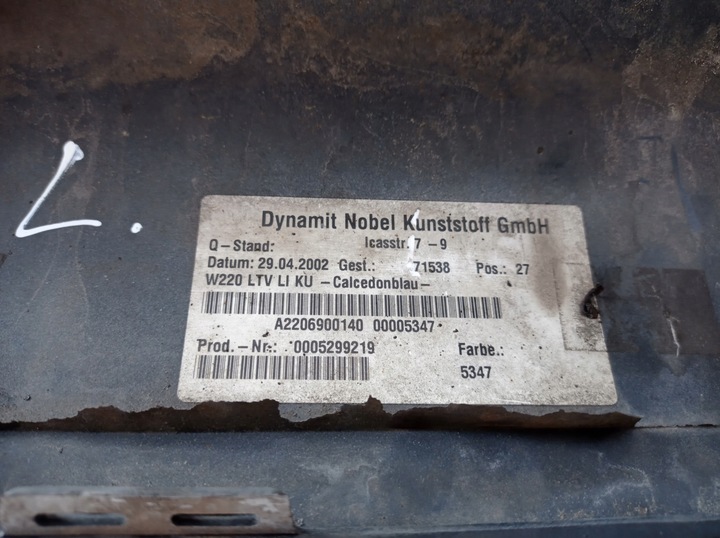 L.
Dynamit Nobel Kunststoff GmbH
Q-Stand: Icasstr. 7-9
Datum: 29.04.2002 Gest.: 71538 Pos.: 27
W220 LTV LI KU -Calcedonblau-
A2206900140 00005347
Prod.-Nr.: 0005299219 Farbe.:
5347